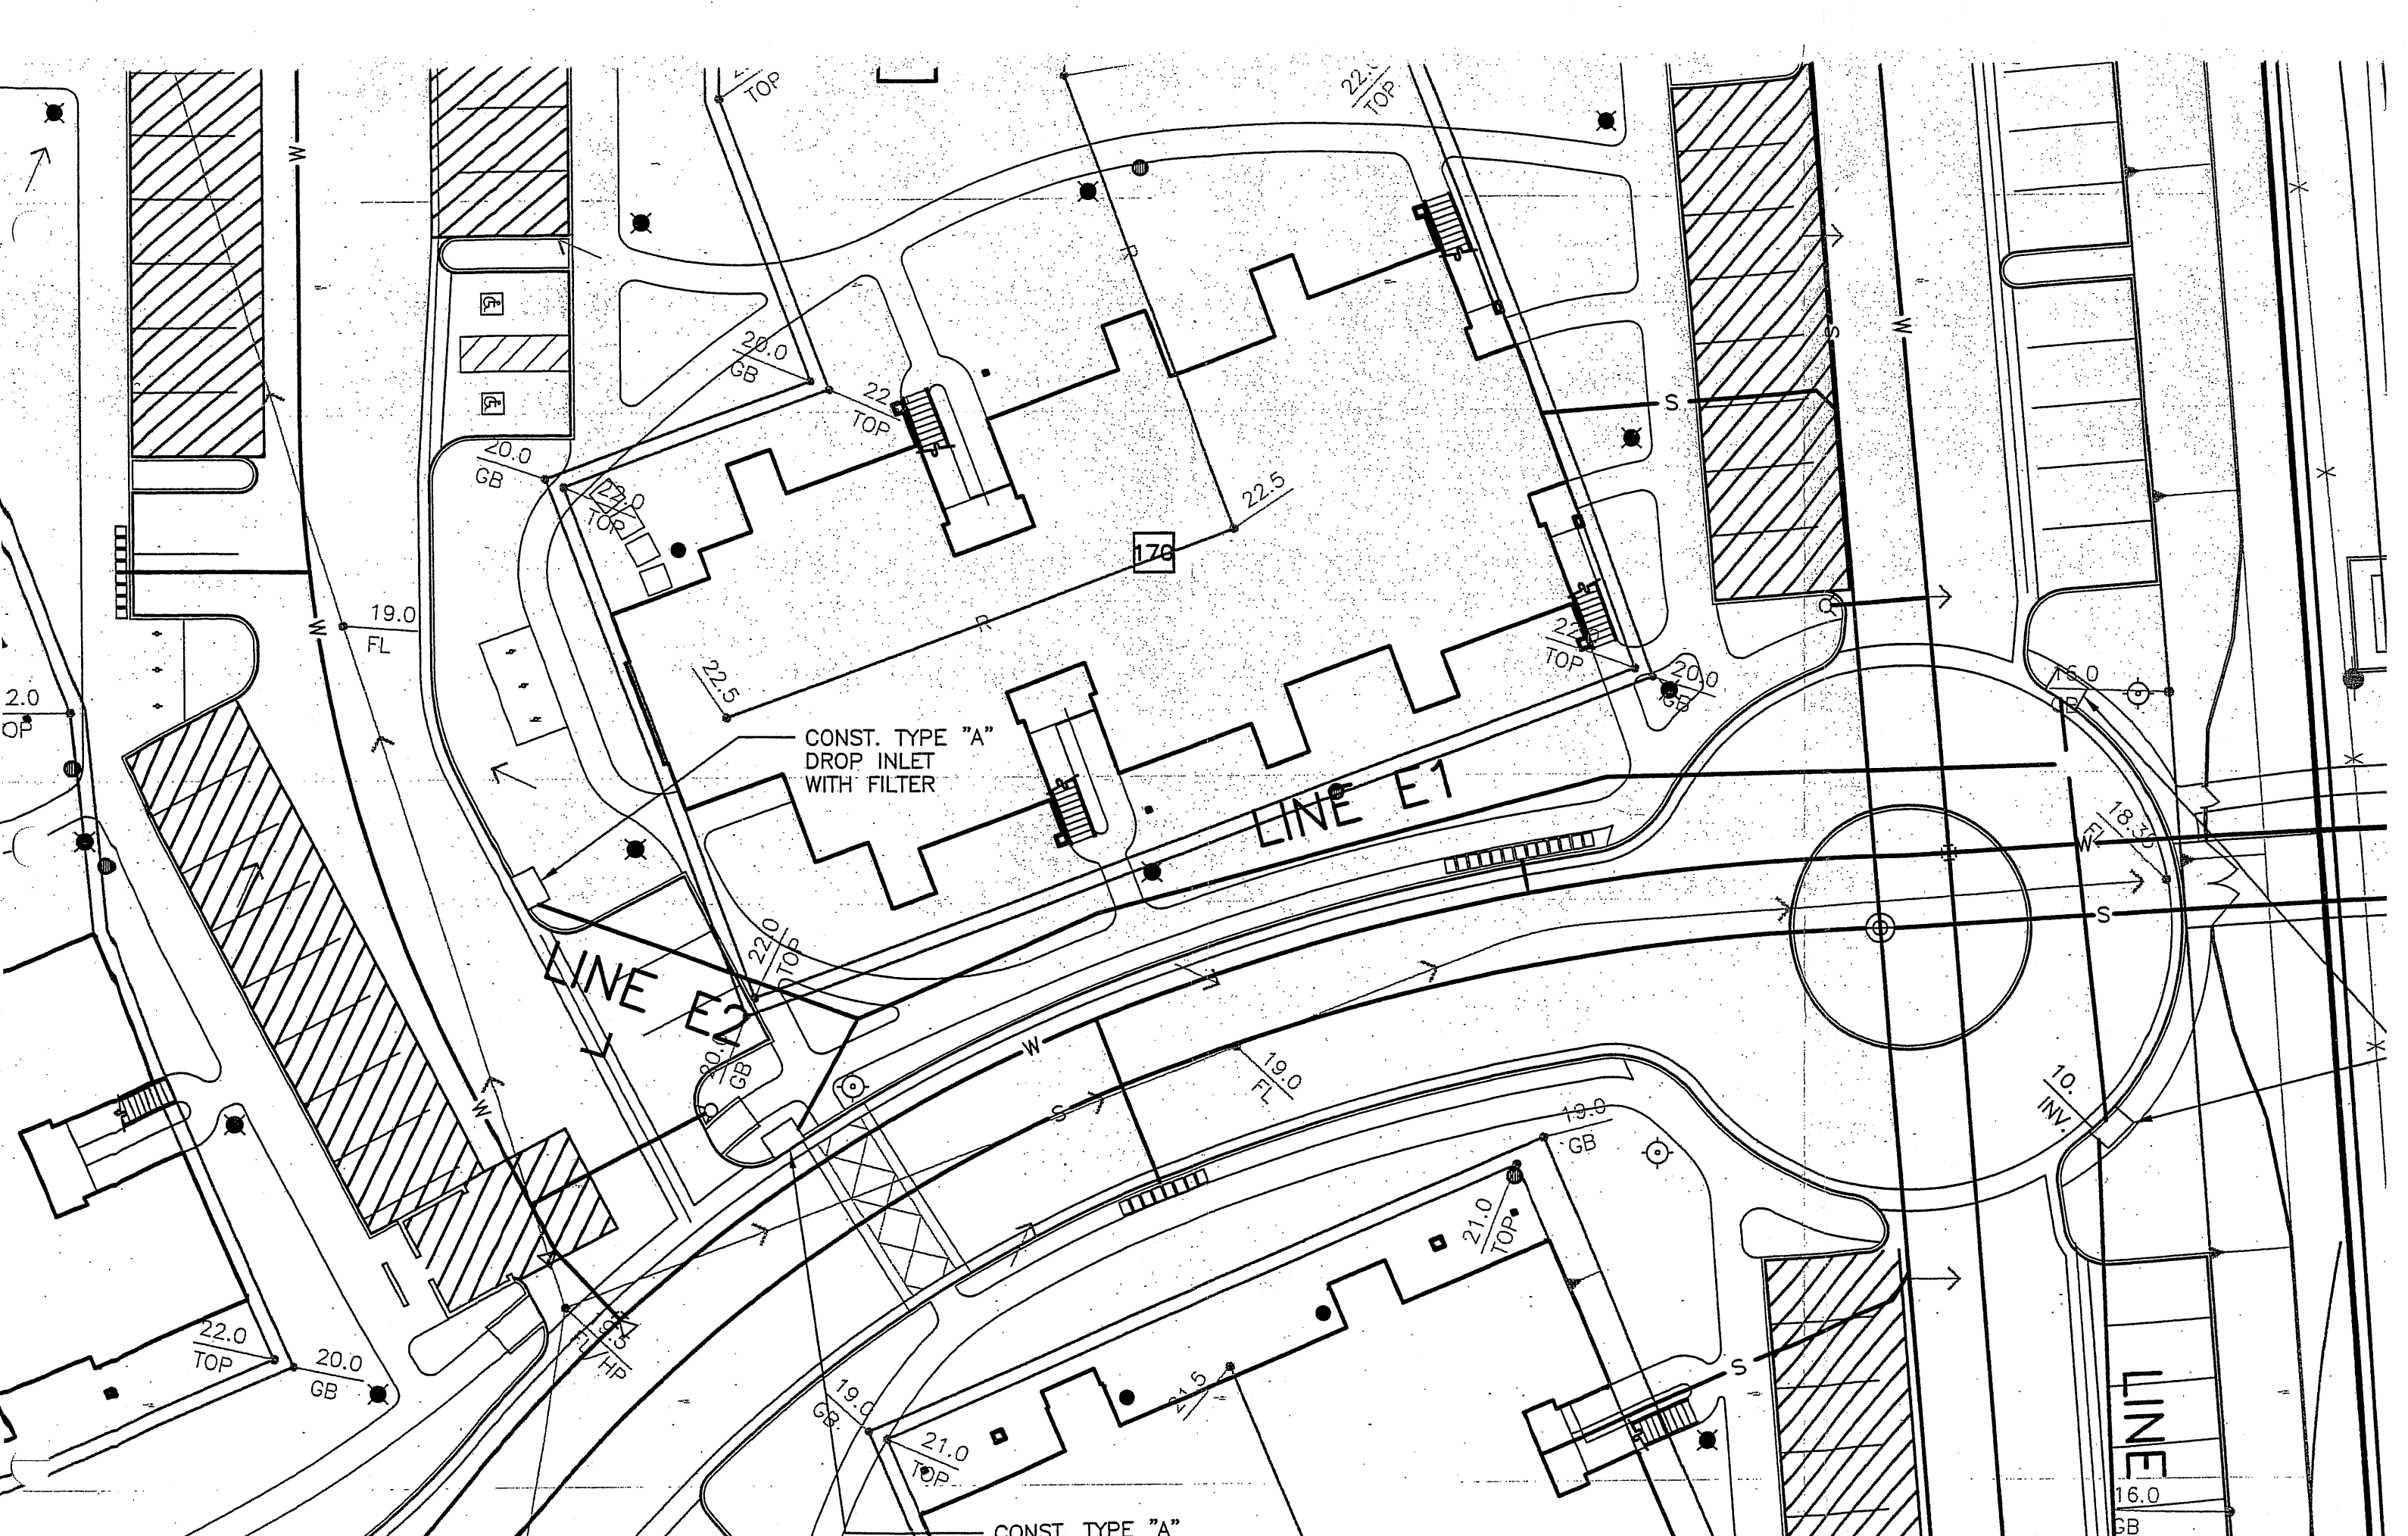 TOP
TOP
W
20.0
GB
22
TOP
S
W
S
20.0
GB
22.0
TOP
22.5
R
R
W
19.0
FL
22.5
TOP
20.0
GB
16.0
GB
2.0
OP
CONST. TYPE "A"
DROP INLET
WITH FILTER
LINE E1
W
S
22.0
TOP
LINE E2
20.0
GB
W
W
S
19.0
FL
10.
INV.
19.0
GB
21.0
TOP
19.5
FL/HP
22.0
TOP
20.0
GB
19.0
GB
21.0
TOP
21.5
S
LINE
16.0
GB
CONST. TYPE "A"